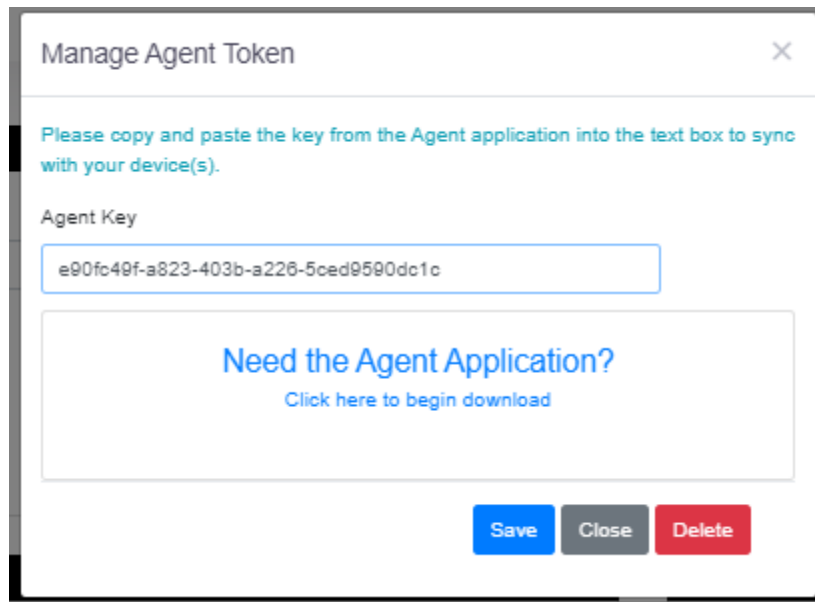 Manage Agent Token
×
Please copy and paste the key from the Agent application into the text box to sync
with your device(s).
Agent Key
e90fc49f-a823-403b-a226-5ced9590dc1c
Need the Agent Application?
Click here to begin download
Save Close Delete